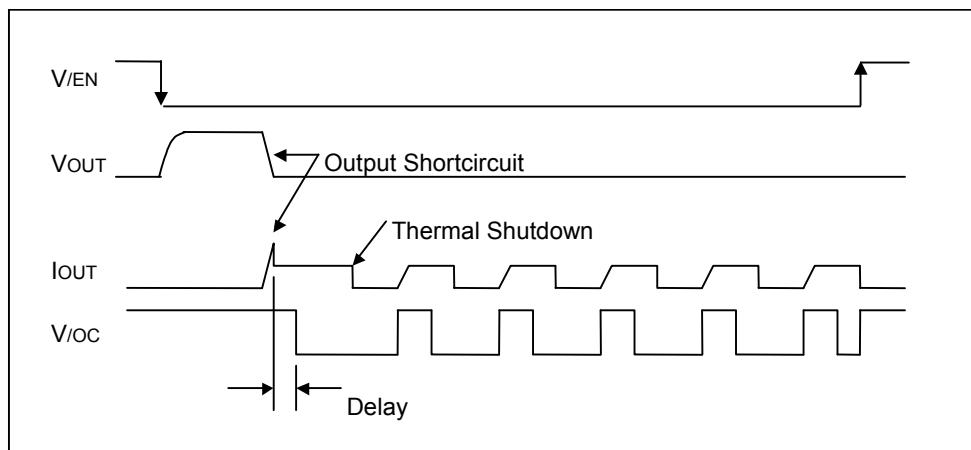 V/EN
VOUT
Output Shortcircuit
Thermal Shutdown
IOUT
V/OC
Delay